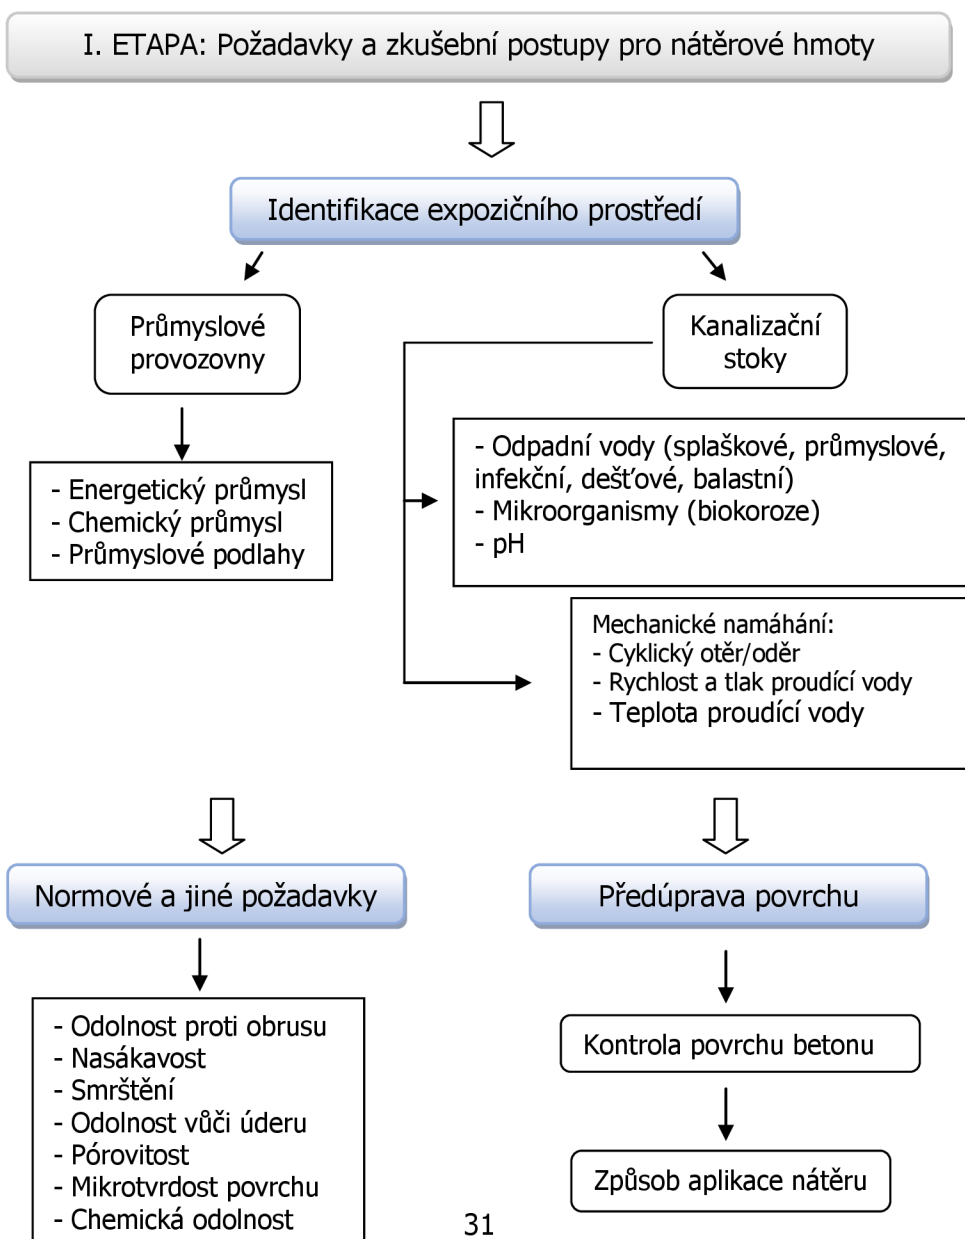 I. ETAPA: Požadavky a zkušební postupy pro nátěrové hmoty
Identifikace expozičního prostředí
Průmyslové
provozovny
Kanalizační
stoky
- Energetický průmysl
- Chemický průmysl
- Průmyslové podlahy
- Odpadní vody (splaškové, průmyslové,
infekční, dešťové, balastní)
- Mikroorganismy (biokoroze)
- pH
Mechanické namáhání:
- Cyklický otěr/oděr
- Rychlost a tlak proudící vody
- Teplota proudící vody
Normové a jiné požadavky
- Odolnost proti obrusu
- Nasákavost
- Smrštění
- Odolnost vůči úderu
- Pórovitost
- Mikrotvrdost povrchu
- Chemická odolnost
Předúprava povrchu
Kontrola povrchu betonu
Způsob aplikace nátěru
31